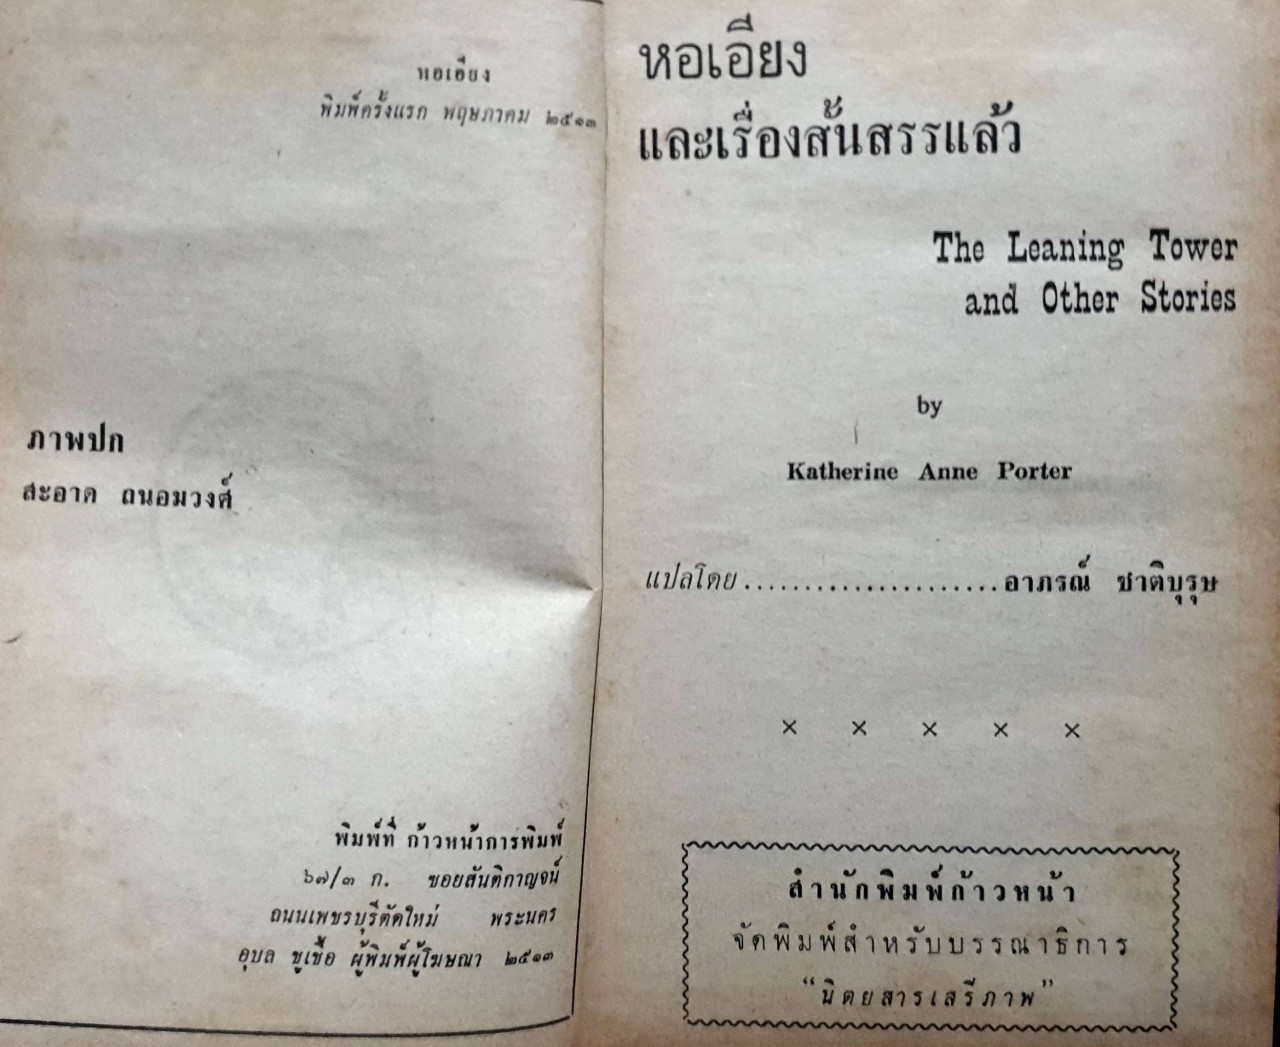 หอเอียง
พิมพ์ครั้งแรก พฤษภาคม ๒๕๑๓
ภาพปก
สะอาด ถนอมวงศ์
พิมพ์ที่ ก้าวหน้าการพิมพ์
๖๗/๓ ก. ซอยสันติกาญจน์
ถนนเพชรบุรีตัดใหม่ พระนคร
อุบล ชูเชื้อ ผู้พิมพ์ผู้โฆษณา ๒๕๑๓
หอเอียง
และเรื่องสั้นสรรแล้ว
The Leaning Tower
and Other Stories
by
Katherine Anne Porter
แปลโดย.....................อาภรณ์ ชาติบุรุษ
× × × × ×
สำนักพิมพ์ก้าวหน้า
จัดพิมพ์สำหรับบรรณาธิการ
“นิตยสารเสรีภาพ”